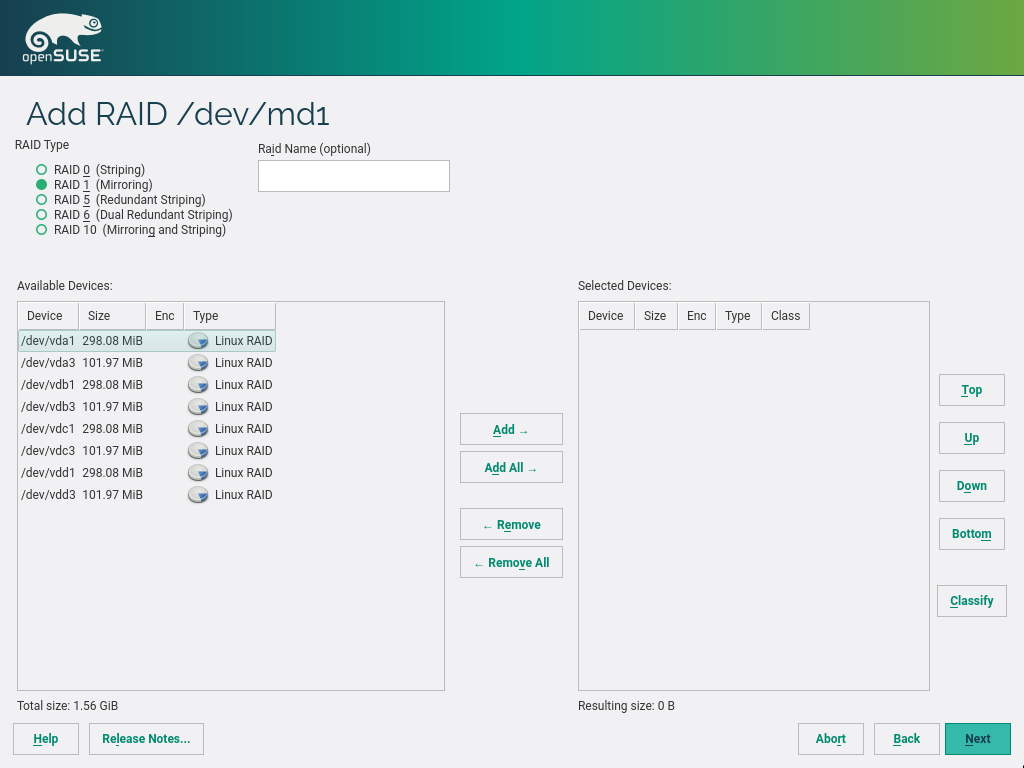 openSUSE
Add RAID /dev/md1
RAID Type
Raid Name (optional)
RAID 0 (Striping)
RAID 1 (Mirroring)
RAID 5 (Redundant Striping)
RAID 6 (Dual Redundant Striping)
RAID 10 (Mirroring and Striping)
Available Devices:
Device Size Enc Type
/dev/vda1 298.08 MiB Linux RAID
/dev/vda3 101.97 MiB Linux RAID
/dev/vdb1 298.08 MiB Linux RAID
/dev/vdb3 101.97 MiB Linux RAID
/dev/vdc1 298.08 MiB Linux RAID
/dev/vdc3 101.97 MiB Linux RAID
/dev/vdd1 298.08 MiB Linux RAID
/dev/vdd3 101.97 MiB Linux RAID
Total size: 1.56 GiB
Add →
Add All →
← Remove
← Remove All
Selected Devices:
Device Size Enc Type Class
Resulting size: 0 B
Top
Up
Down
Bottom
Classify
Help Release Notes... Abort Back Next